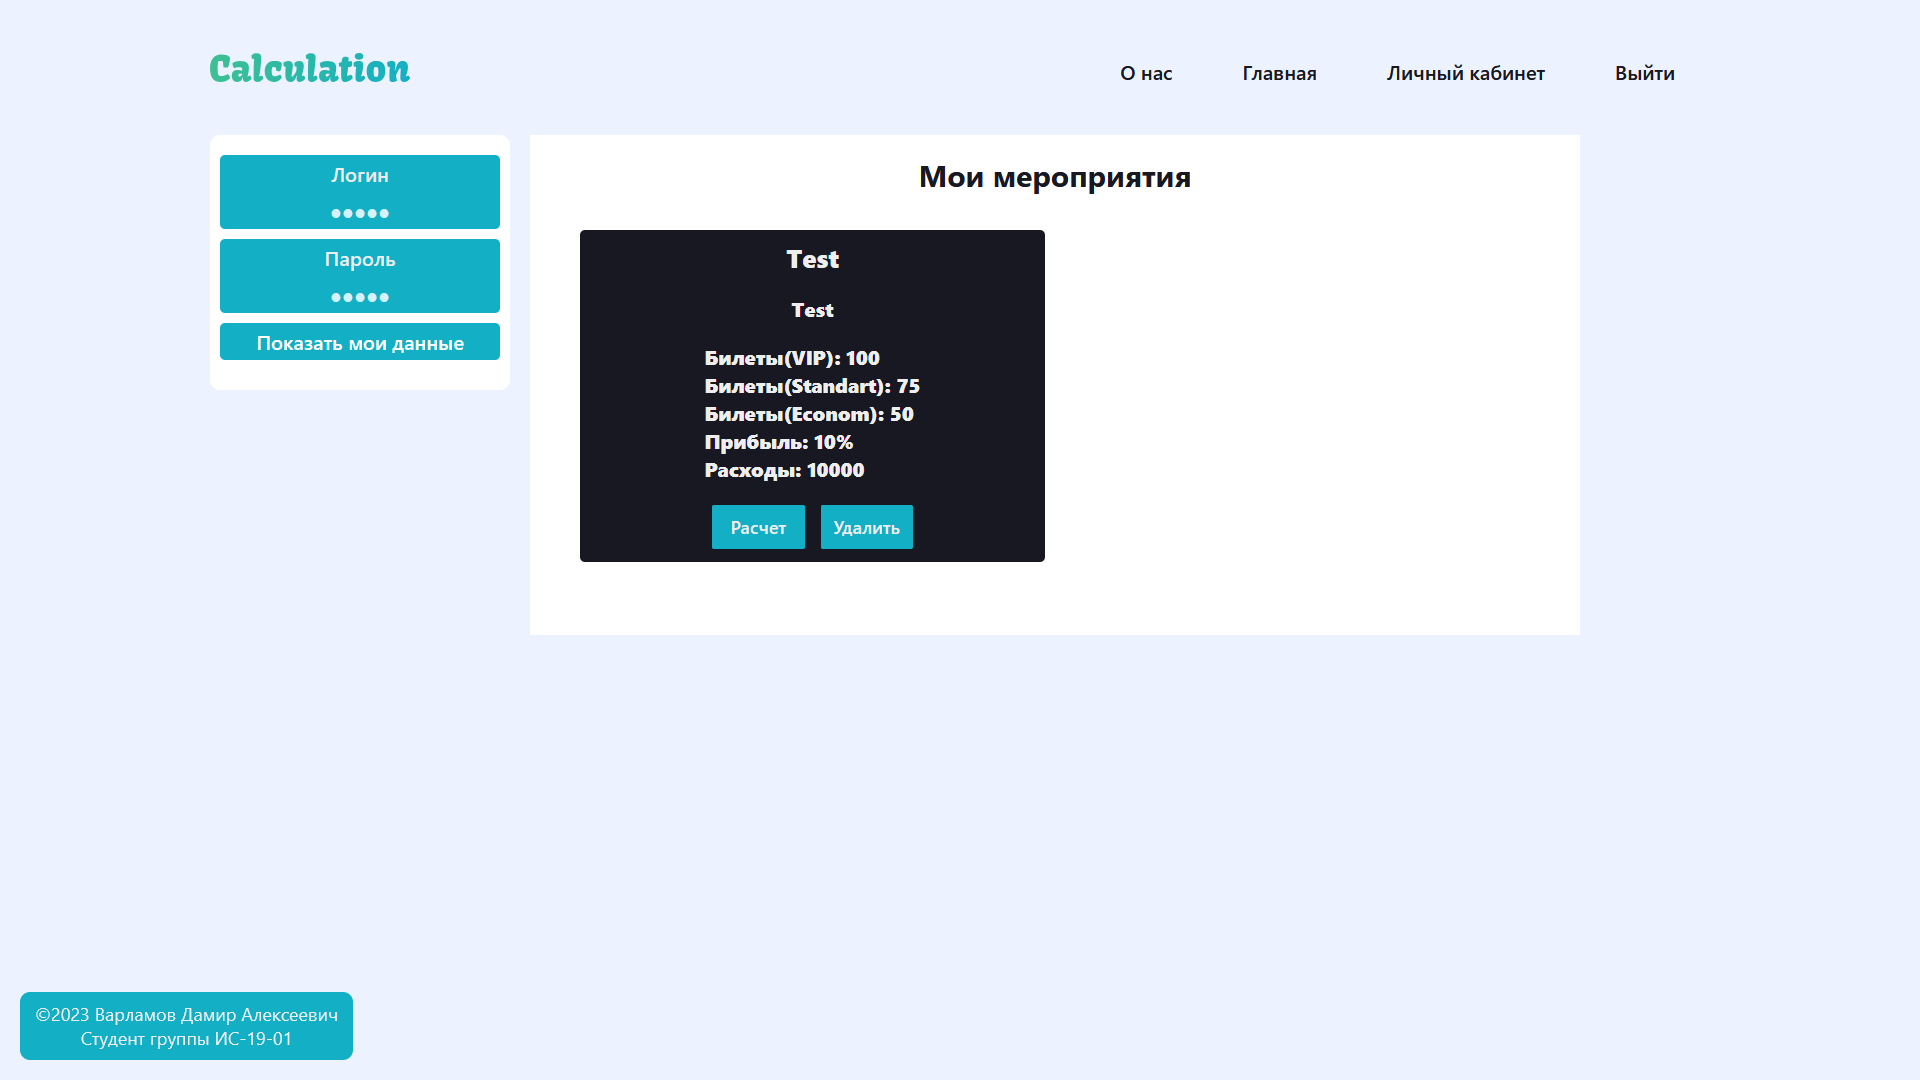 Calculation
О нас
Главная
Личный кабинет
Выйти
Логин
●●●●●
Пароль
●●●●●
Показать мои данные
Мои мероприятия
Test
Test
Билеты(VIP): 100
Билеты(Standart): 75
Билеты(Econom): 50
Прибыль: 10%
Расходы: 10000
Расчет
Удалить
©2023 Варламов Дамир Алексеевич
Студент группы ИС-19-01